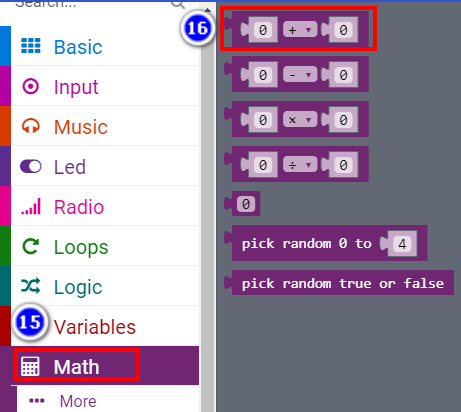 Search...
Basic
Input
Music
Led
Radio
Loops
Logic
15 Variables
Math
More
16 0 + 0
0 - 0
0 × 0
0 ÷ 0
0
pick random 0 to 4
pick random true or false